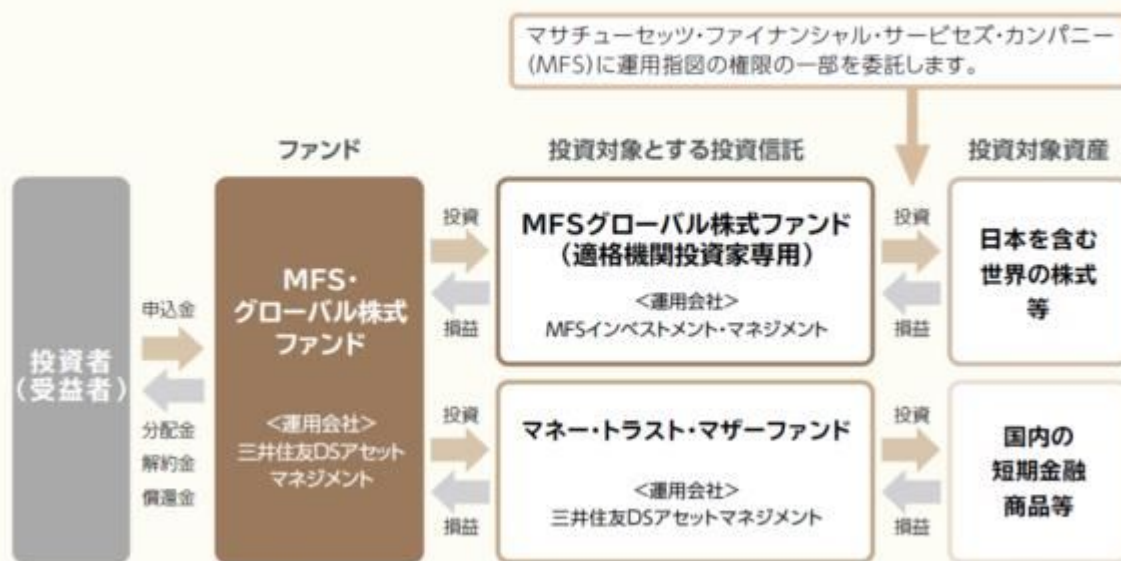 マサチューセッツ・ファイナンシャル・サービセズ・カンパニー
(MFS)に運用指図の権限の一部を委託します。
ファンド
投資対象とする投資信託
投資対象資産
投資者
(受益者)
申込金
分配金
解約金
償還金
MFS・
グローバル株式
ファンド
<運用会社>
三井住友DSアセット
マネジメント
投資
損益
MFSグローバル株式ファンド
(適格機関投資家専用)
<運用会社>
MFSインベストメント・マネジメント
投資
損益
日本を含む
世界の株式
等
投資
損益
マネー・トラスト・マザーファンド
<運用会社>
三井住友DSアセットマネジメント
投資
損益
国内の
短期金融
商品等